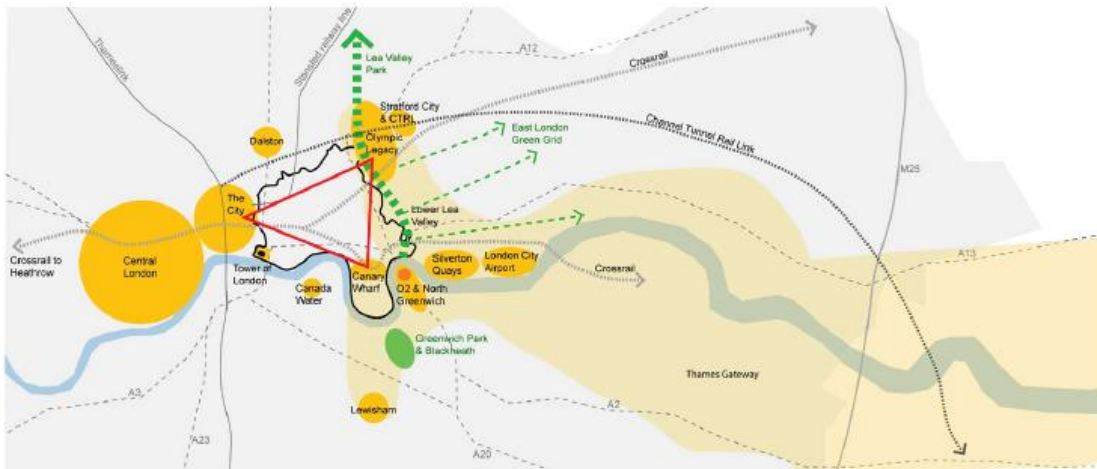 Thameslink
Stansted railway line
Lea Valley
Park
A12
Crossrail
Stratford City
& CTRL
Olympic
Legacy
Dalston
East London
Green Grid
Channel Tunnel Rail Link
M25
The
City
Lower Lea
Valley
Crossrail to
Heathrow
Central
London
Tower of
London
Canada
Water
Canary
Wharf
Silverton
Quays
London City
Airport
O2 & North
Greenwich
Crossrail
A13
Greenwich Park
& Blackheath
Thames Gateway
Lewisham
A3
A2
A23
A20